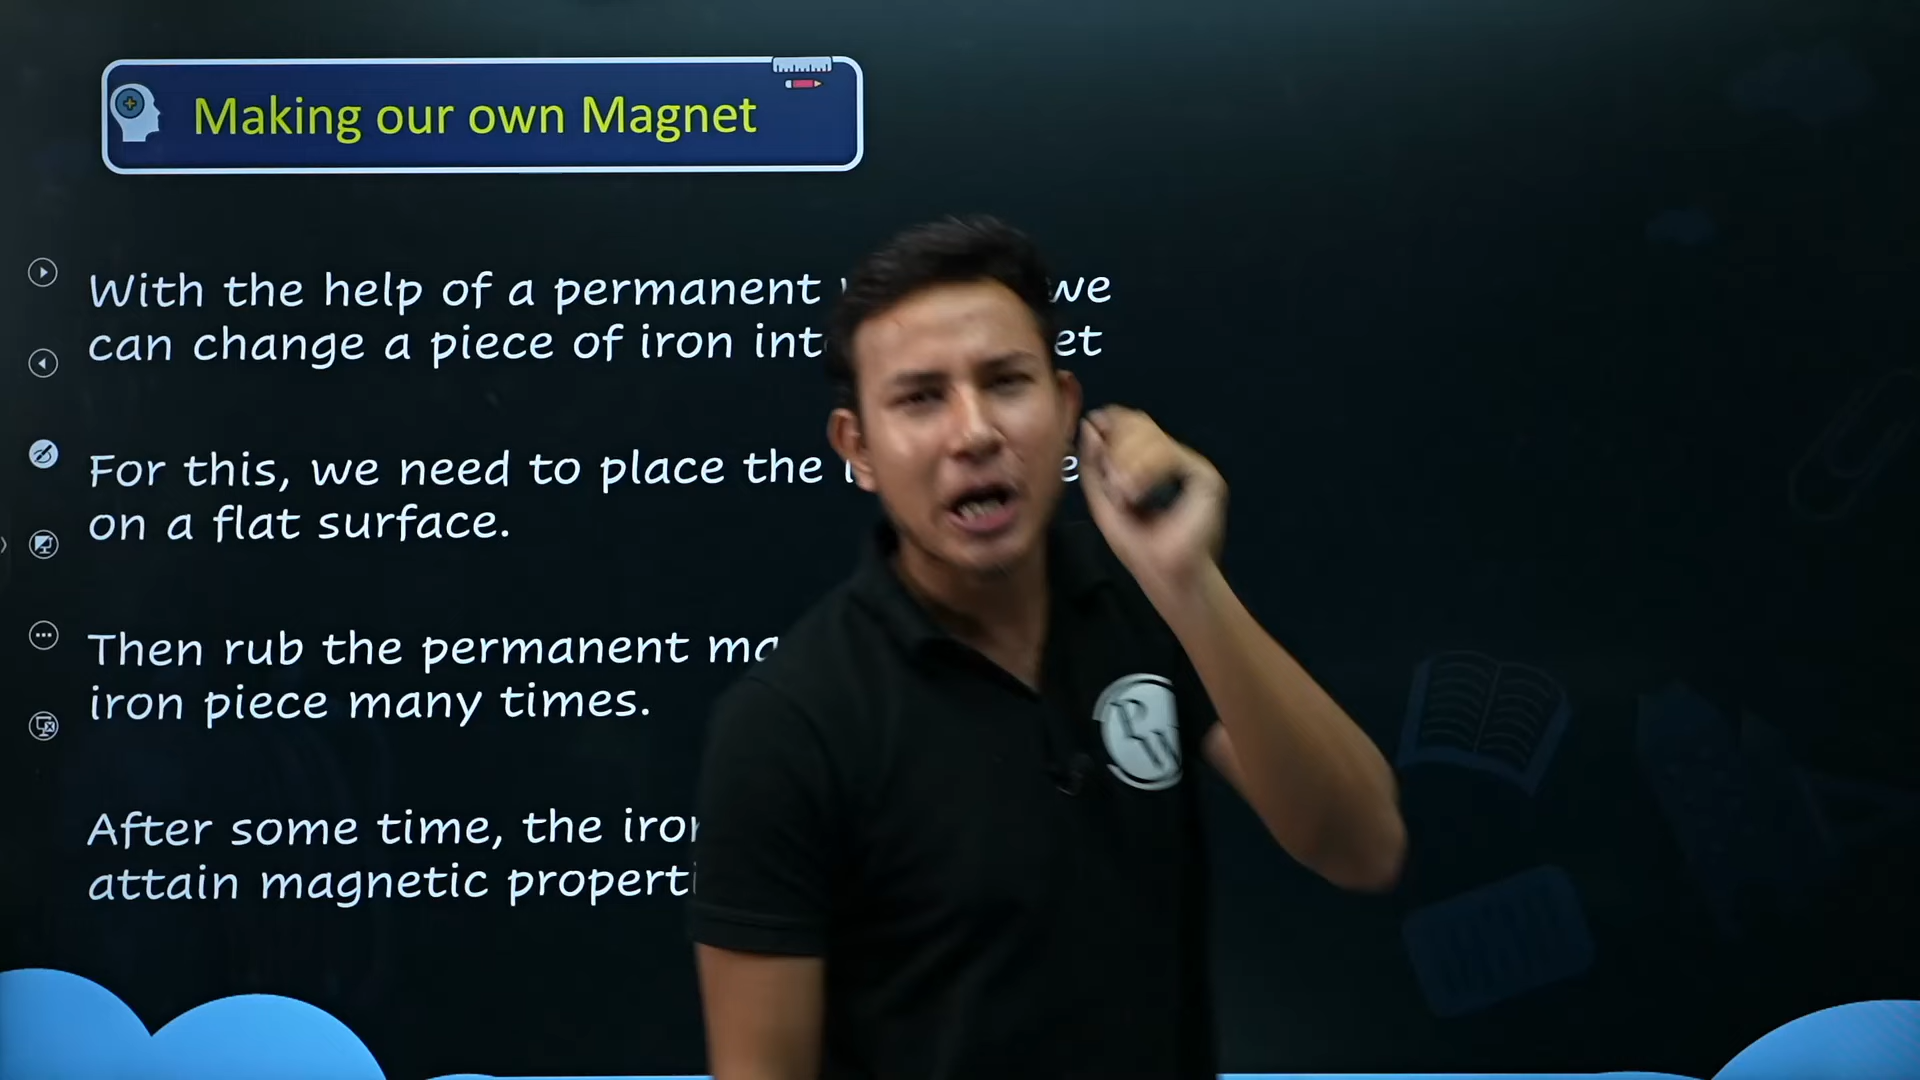 Making our own Magnet
With the help of a permanent we
can change a piece of iron
For this, we need to place the
on a flat surface.
Then rub the permanent
iron piece many times.
After some time, the
attain magnetic
PW